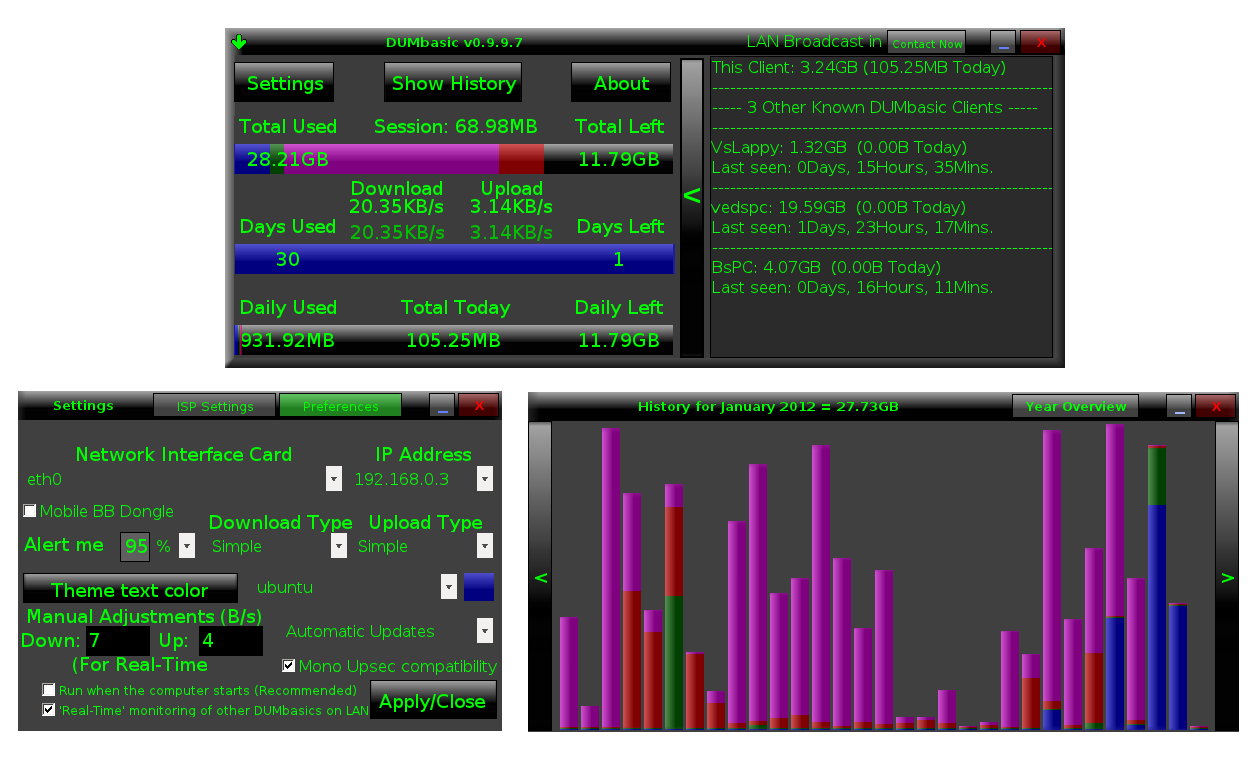 DUMbasic v0.9.9.7
LAN Broadcast in Contact Now _ X
Settings Show History About
Total Used Session: 68.98MB Total Left
28.21GB 11.79GB
Download Upload
20.35KB/s 3.14KB/s
Days Used 20.35KB/s 3.14KB/s Days Left
30 1
Daily Used Total Today Daily Left
931.92MB 105.25MB 11.79GB
<
This Client: 3.24GB (105.25MB Today)
----- 3 Other Known DUMbasic Clients -----
VsLappy: 1.32GB (0.00B Today)
Last seen: 0Days, 15Hours, 35Mins.
vedspc: 19.59GB (0.00B Today)
Last seen: 1Days, 23Hours, 17Mins.
BsPC: 4.07GB (0.00B Today)
Last seen: 0Days, 16Hours, 11Mins.
Settings ISP Settings Preferences _ X
Network Interface Card IP Address
eth0 192.168.0.3
Mobile BB Dongle
Download Type Upload Type
Alert me 95 % Simple Simple
Theme text color ubuntu
Manual Adjustments (B/s)
Down: 7 Up: 4 Automatic Updates
(For Real-Time Mono Upsec compatibility
Run when the computer starts (Recommended)
'Real-Time' monitoring of other DUMbasics on LAN
Apply/Close
History for January 2012 = 27.73GB Year Overview _ X
< >